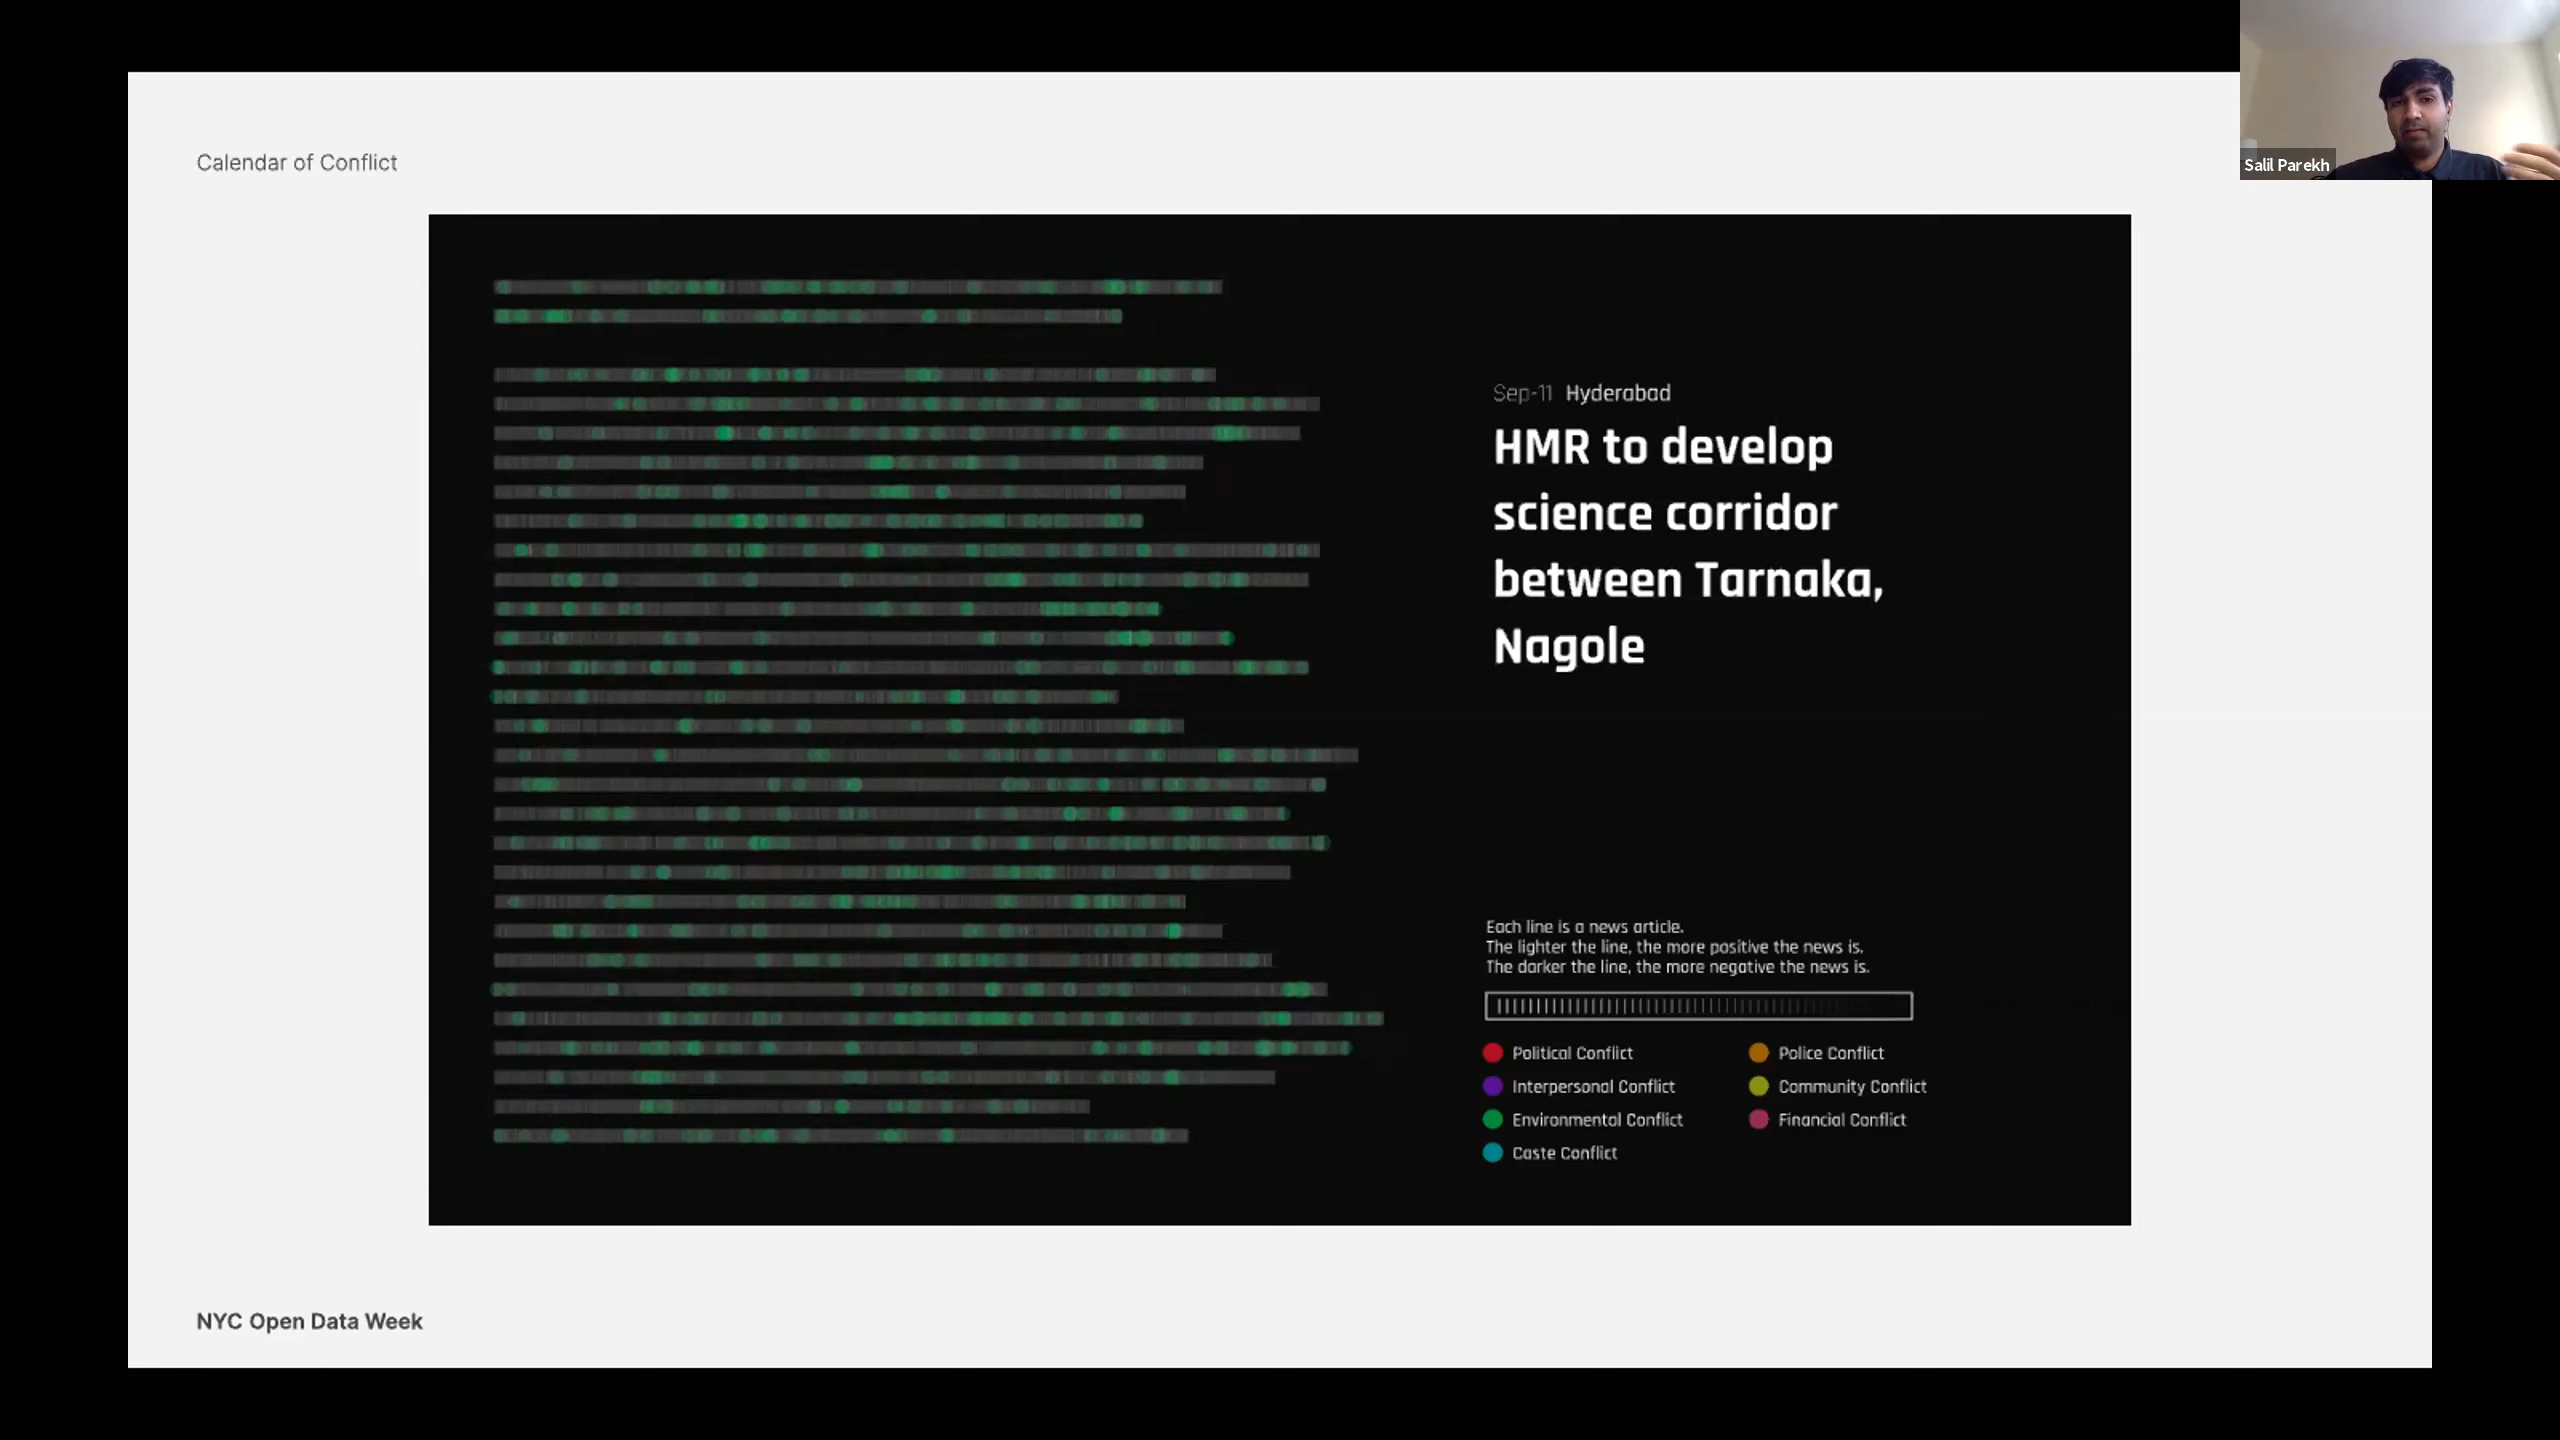 Salil Parekh
Calendar of Conflict
Sep-11 Hyderabad
HMR to develop
science corridor
between Tarnaka,
Nagole
Each line is a news article.
The lighter the line, the more positive the news is.
The darker the line, the more negative the news is.
Political Conflict
Police Conflict
Interpersonal Conflict
Community Conflict
Environmental Conflict
Financial Conflict
Caste Conflict
NYC Open Data Week